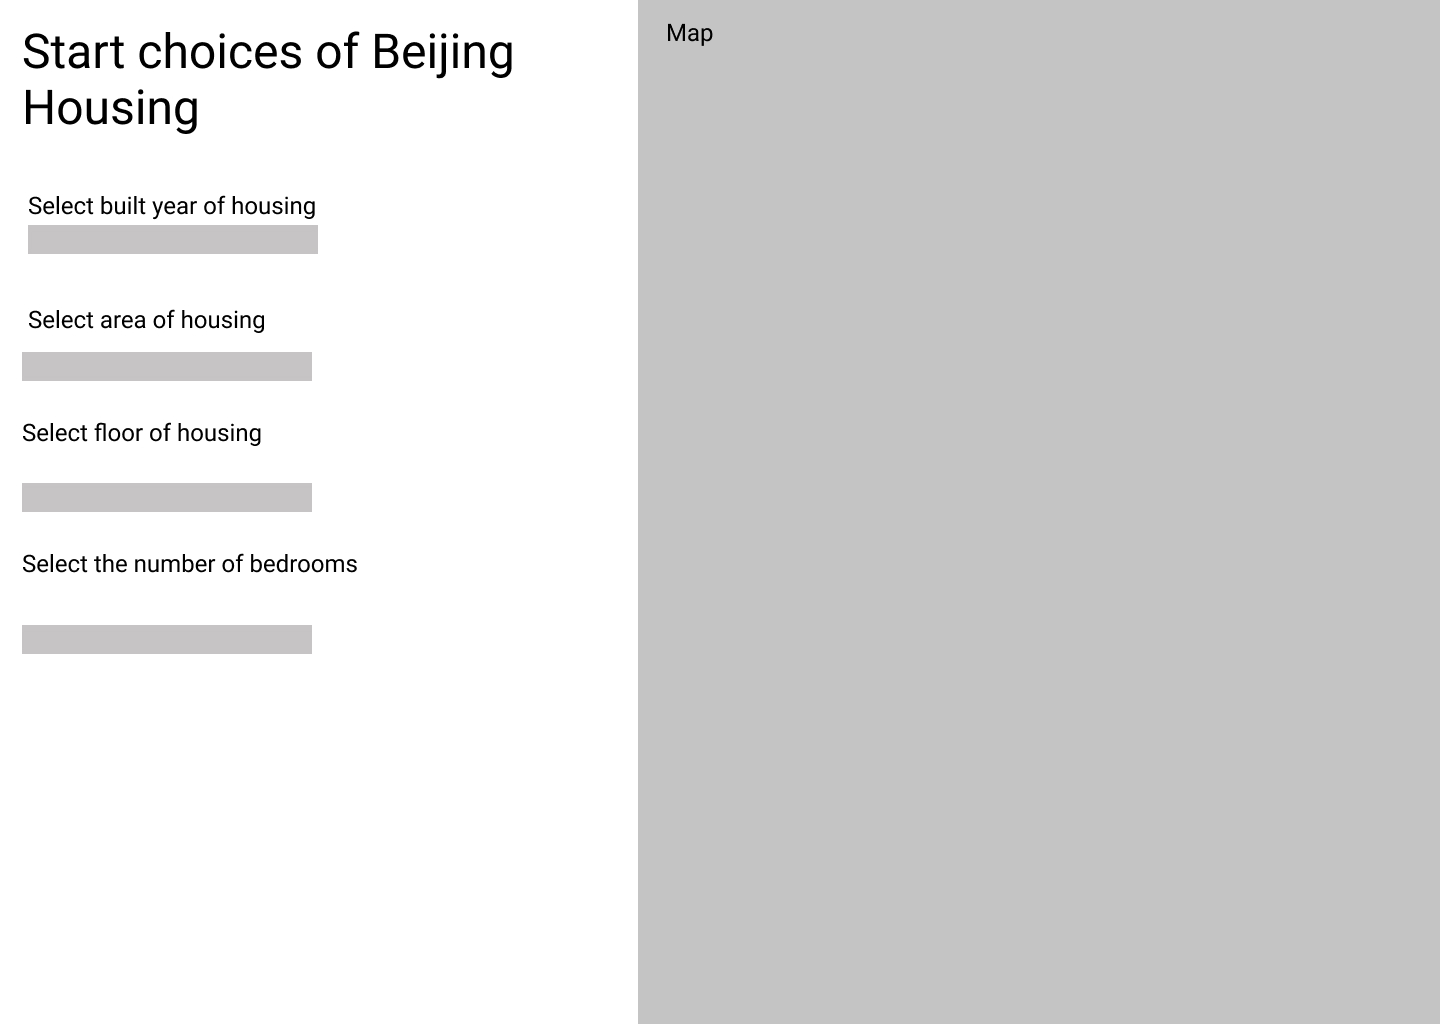 Start choices of Beijing
Housing
Select built year of housing
Select area of housing
Select floor of housing
Select the number of bedrooms
Map